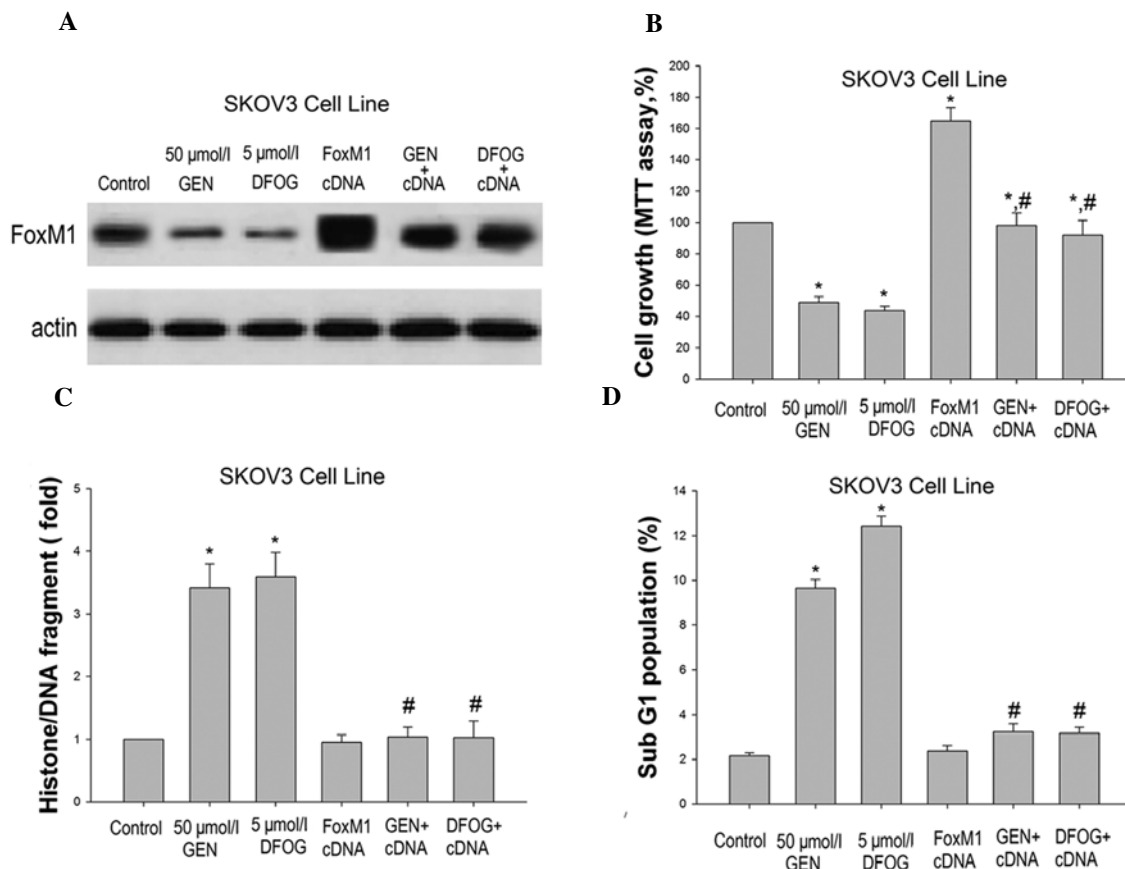 A
SKOV3 Cell Line
Control
50 µmol/l
GEN
5 µmol/l
DFOG
FoxM1
cDNA
GEN
+
cDNA
DFOG
+
cDNA
FoxM1
actin
B
SKOV3 Cell Line
Cell growth (MTT assay,%)
200
180
160
140
120
100
80
60
40
20
0
*
*
*
*,#
*,#
Control
50 µmol/l
GEN
5 µmol/l
DFOG
FoxM1
cDNA
GEN+
cDNA
DFOG+
cDNA
C
SKOV3 Cell Line
Histone/DNA fragment ( fold)
5
4
3
2
1
0
*
*
#
#
Control
50 µmol/l
GEN
5 µmol/l
DFOG
FoxM1
cDNA
GEN+
cDNA
DFOG+
cDNA
D
SKOV3 Cell Line
Sub G1 population (%)
14
12
10
8
6
4
2
0
*
*
#
#
Control
50 µmol/l
GEN
5 µmol/l
DFOG
FoxM1
cDNA
GEN+
cDNA
DFOG+
cDNA
,